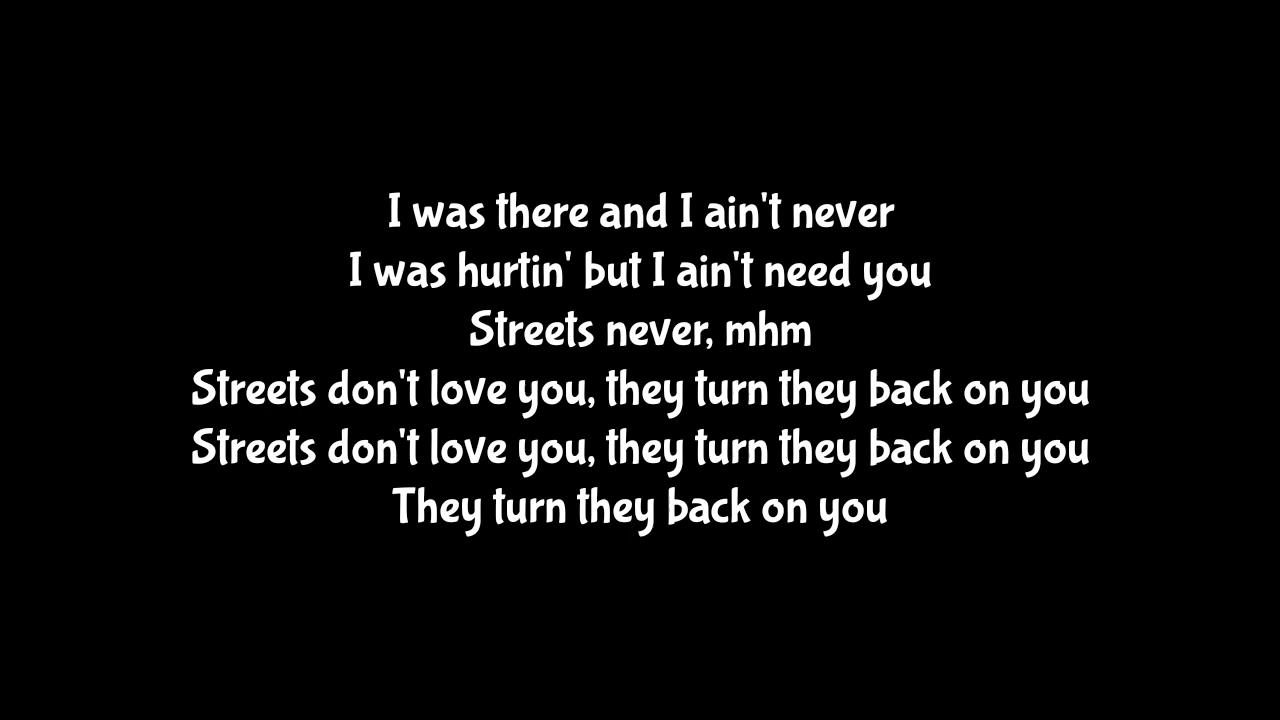 I was there and I ain't never
I was hurtin' but I ain't need you
Streets never, mhm
Streets don't love you, they turn they back on you
Streets don't love you, they turn they back on you
They turn they back on you